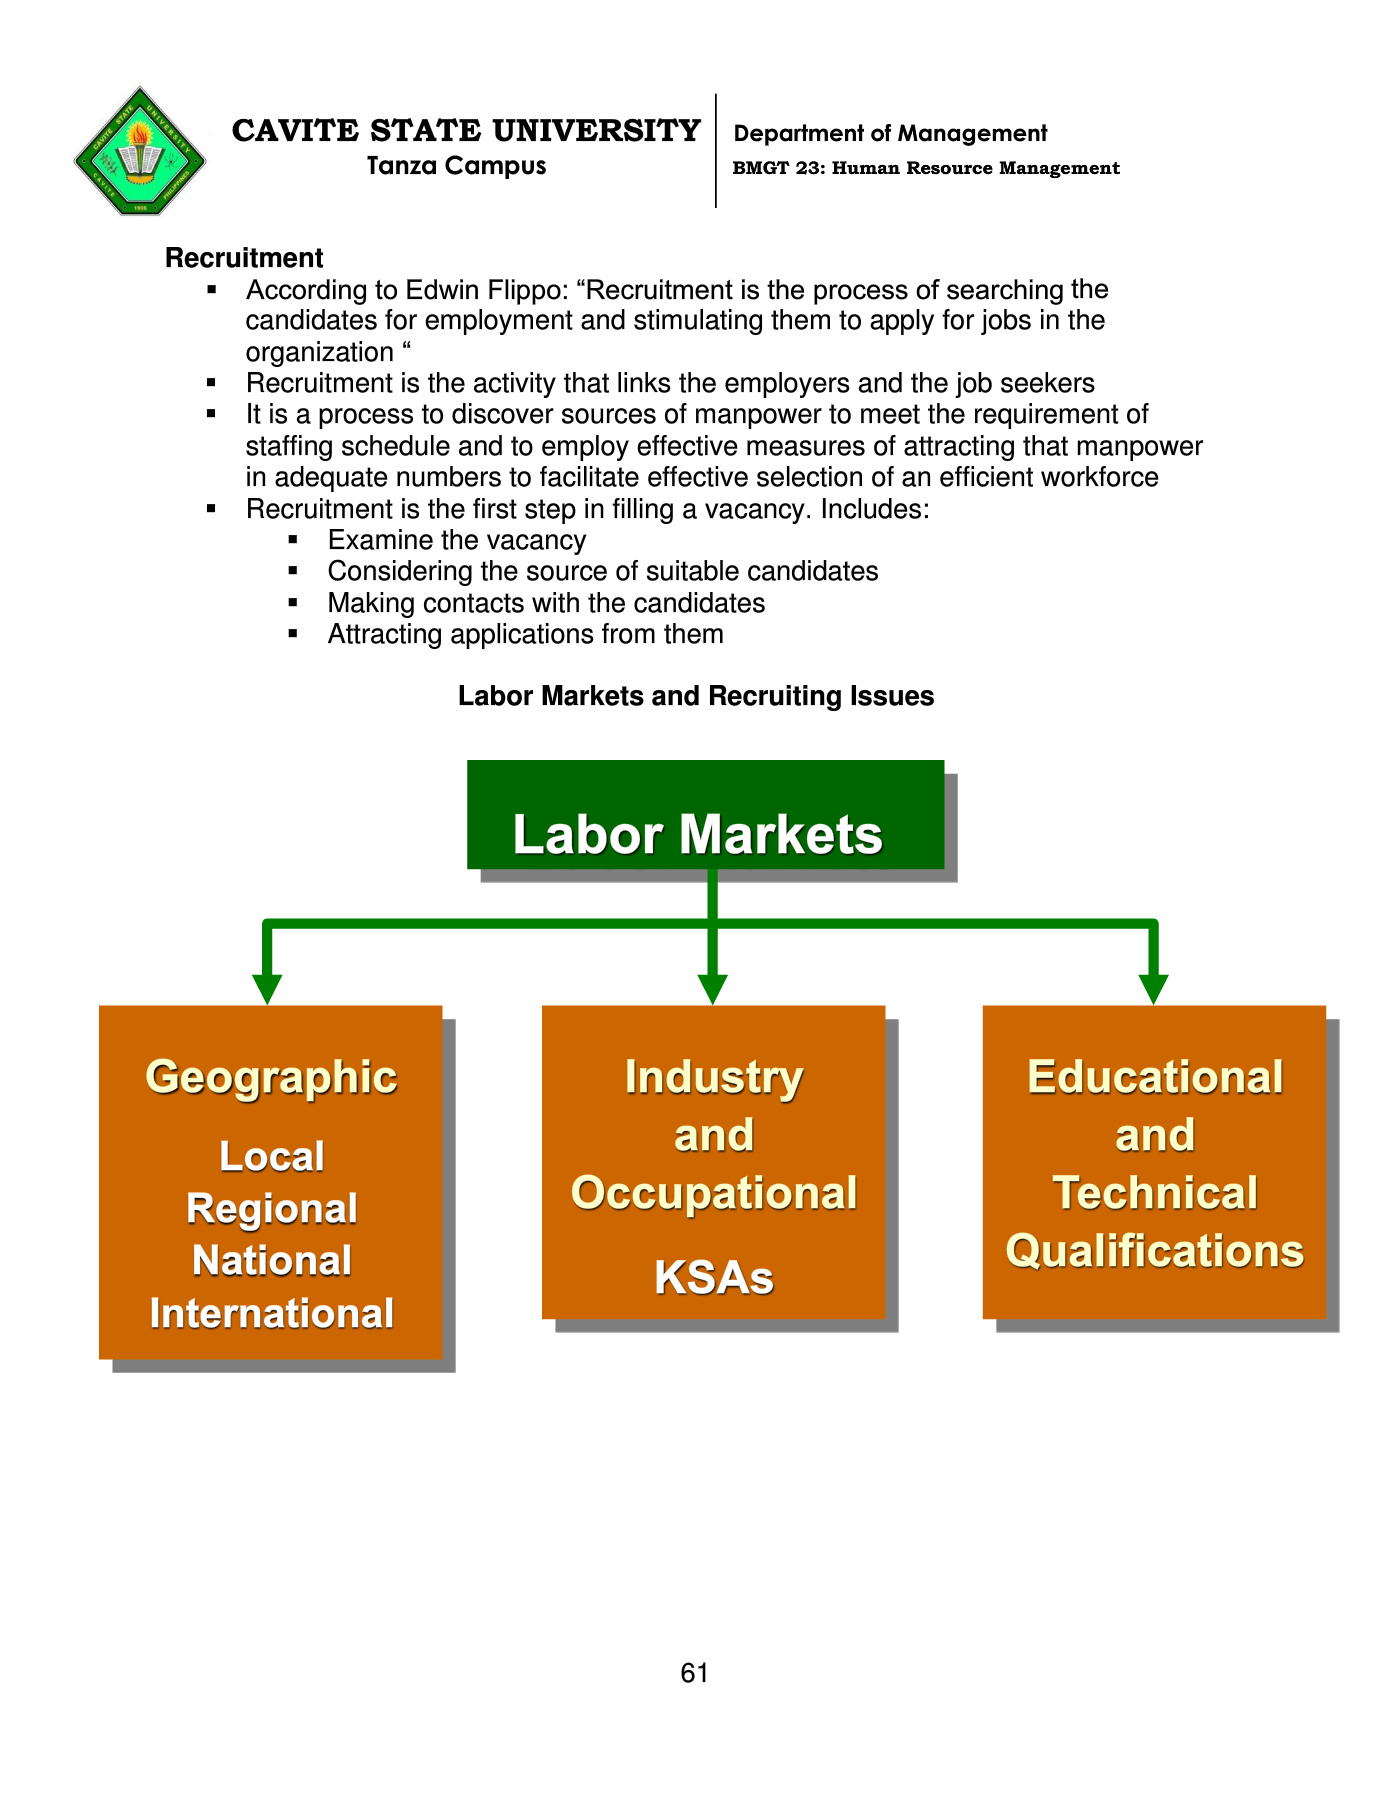 CAVITE STATE UNIVERSITY
Tanza Campus
Department of Management
BMGT 23: Human Resource Management
CAVITE STATE UNIVERSITY
CAVITE
PHILIPPINES
1906
Recruitment
▪ According to Edwin Flippo: “Recruitment is the process of searching the
candidates for employment and stimulating them to apply for jobs in the
organization “
▪ Recruitment is the activity that links the employers and the job seekers
▪ It is a process to discover sources of manpower to meet the requirement of
staffing schedule and to employ effective measures of attracting that manpower
in adequate numbers to facilitate effective selection of an efficient workforce
▪ Recruitment is the first step in filling a vacancy. Includes:
▪ Examine the vacancy
▪ Considering the source of suitable candidates
▪ Making contacts with the candidates
▪ Attracting applications from them
Labor Markets and Recruiting Issues
Labor Markets
Geographic
Local
Regional
National
International
Industry
and
Occupational
KSAs
Educational
and
Technical
Qualifications
61